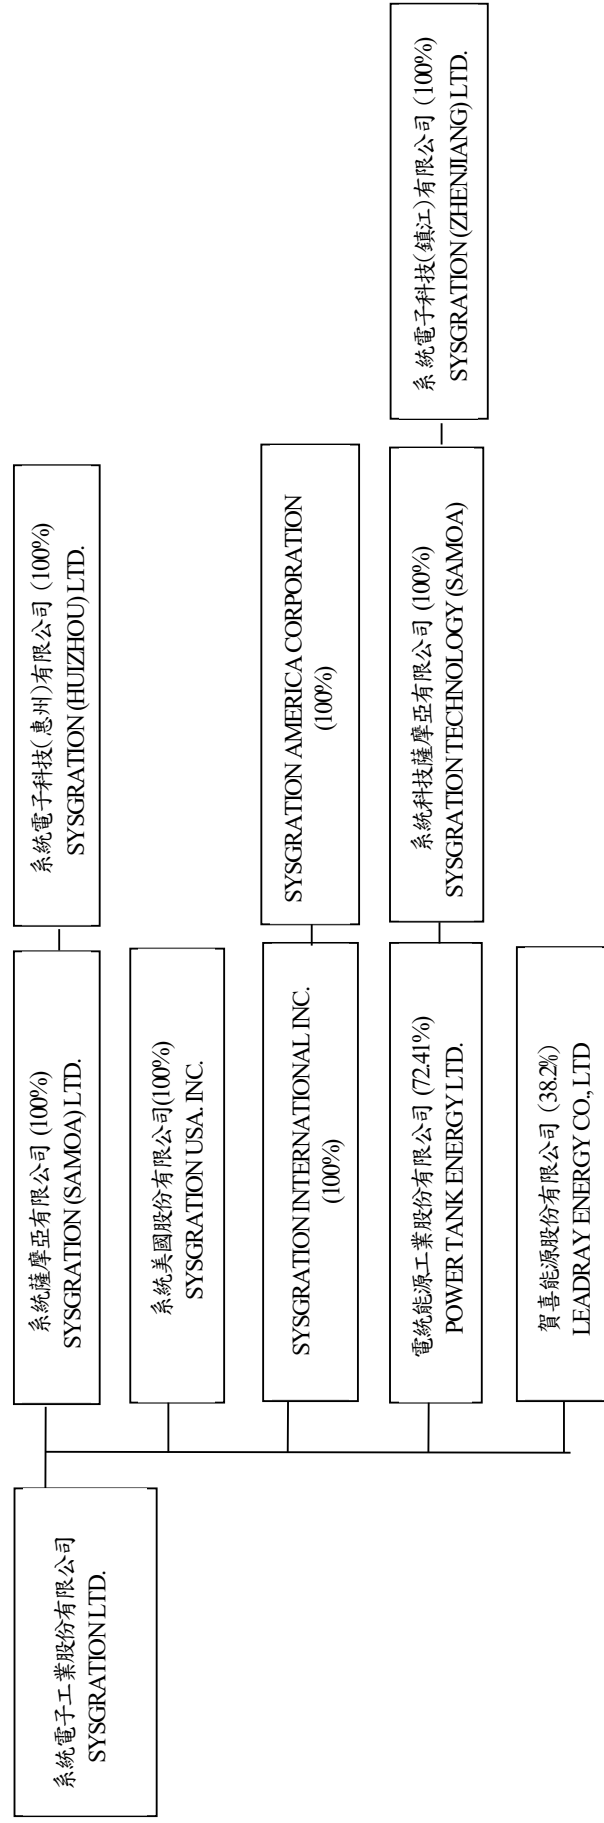 系統電子工業股份有限公司
SYSGRATION LTD.
系統薩摩亞有限公司 (100%)
SYSGRATION (SAMOA) LTD.
系統電子科技(惠州)有限公司 (100%)
SYSGRATION (HUIZHOU) LTD.
系統美國股份有限公司(100%)
SYSGRATION USA. INC.
SYSGRATION INTERNATIONAL INC.
(100%)
SYSGRATION AMERICA CORPORATION
(100%)
電統能源工業股份有限公司 (72.41%)
POWER TANK ENERGY LTD.
系統科技薩摩亞有限公司 (100%)
SYSGRATION TECHNOLOGY (SAMOA)
系統電子科技(鎮江)有限公司 (100%)
SYSGRATION (ZHENJIANG) LTD.
賀喜能源股份有限公司 (38.2%)
LEADRAY ENERGY CO., LTD